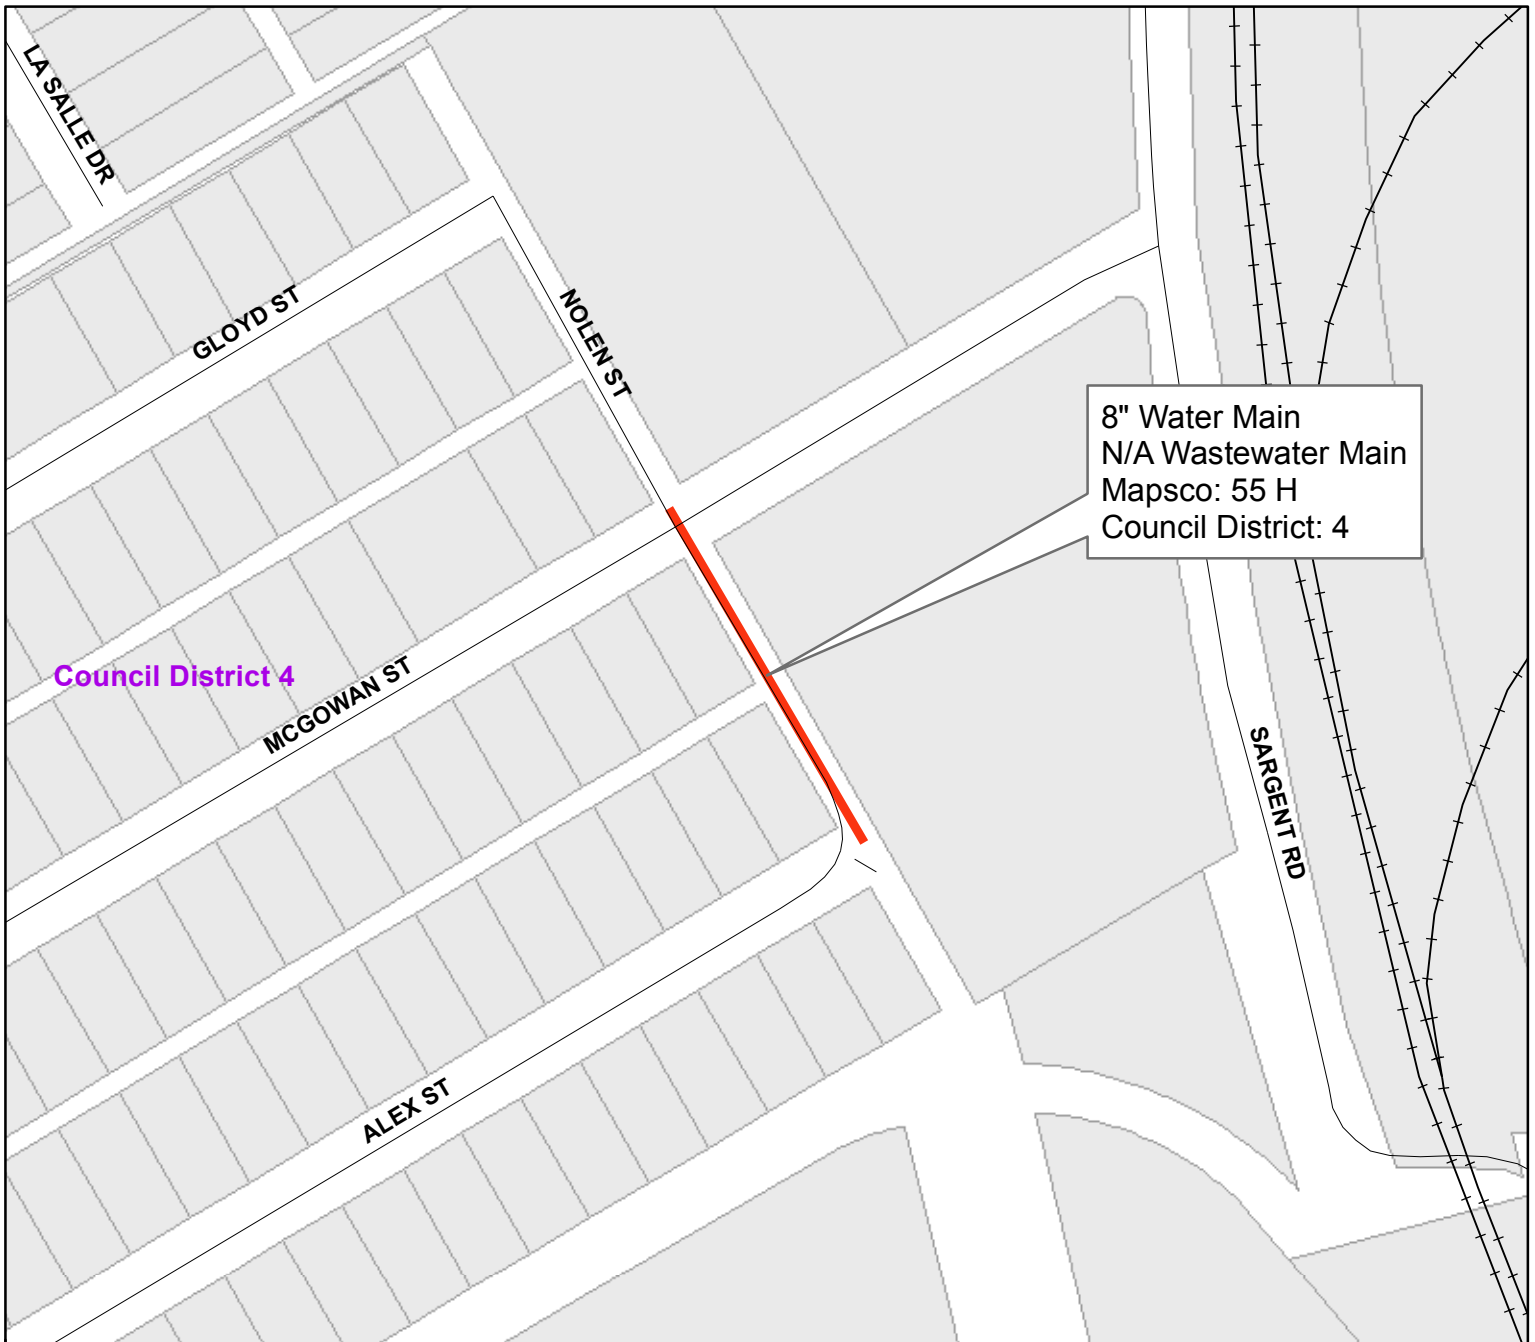 LA SALLE DR
GLOYD ST
NOLEN ST
8" Water Main
N/A Wastewater Main
Mapsco: 55 H
Council District: 4
Council District 4
MCGOWAN ST
SARGENT RD
ALEX ST